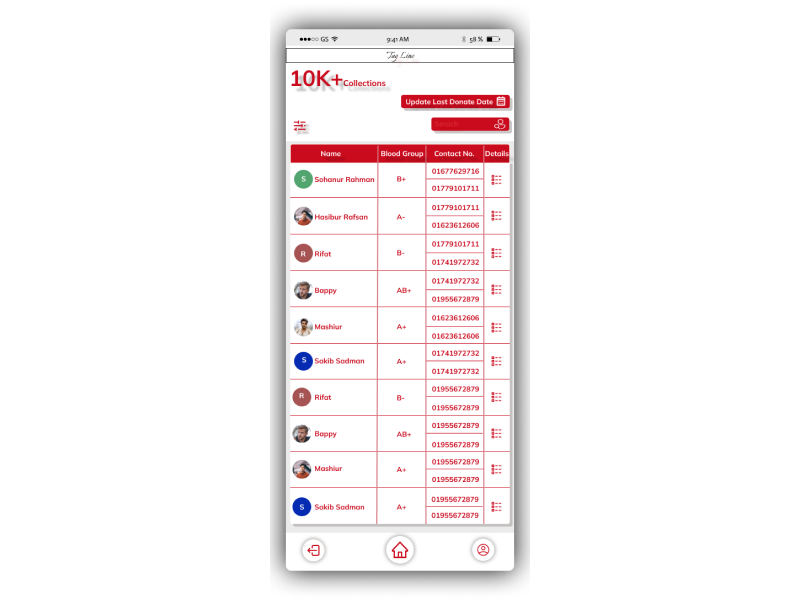 GS 9:41 AM 58 %
Tag Line
10K+ Collections
Update Last Donate Date
Search
Name Blood Group Contact No. Details
S Sohanur Rahman B+ 01677629716
01779101711
Hasibur Rafsan A- 01779101711
01623612606
R Rifat B- 01779101711
01741972732
Bappy AB+ 01741972732
01955672879
Mashiur A+ 01623612606
01623612606
S Sakib Sadman A+ 01741972732
01741972732
R Rifat B- 01955672879
01955672879
Bappy AB+ 01955672879
01955672879
Mashiur A+ 01955672879
01955672879
S Sakib Sadman A+ 01955672879
01955672879